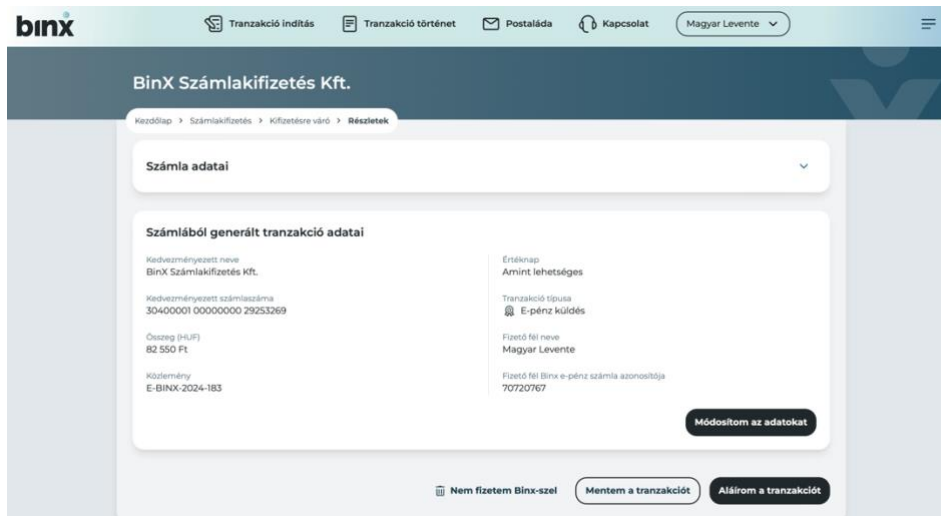 binx
Tranzakció indítás
Tranzakció történet
Postaláda
Kapcsolat
Magyar Levente
BinX Számlakifizetés Kft.
Kezdőlap > Számlakifizetés > Kifizetésre váró > Részletek
Számla adatai
Számlából generált tranzakció adatai
Kedvezményezett neve
BinX Számlakifizetés Kft.
Kedvezményezett számlaszáma
30400001 00000000 29253269
Összeg (HUF)
82 550 Ft
Közlemény
E-BINX-2024-183
Értéknap
Amint lehetséges
Tranzakció típusa
E-pénz küldés
Fizető fél neve
Magyar Levente
Fizető fél Binx e-pénz számla azonosítója
70720767
Módosítom az adatokat
Nem fizetem Binx-szel
Mentem a tranzakciót
Aláírom a tranzakciót